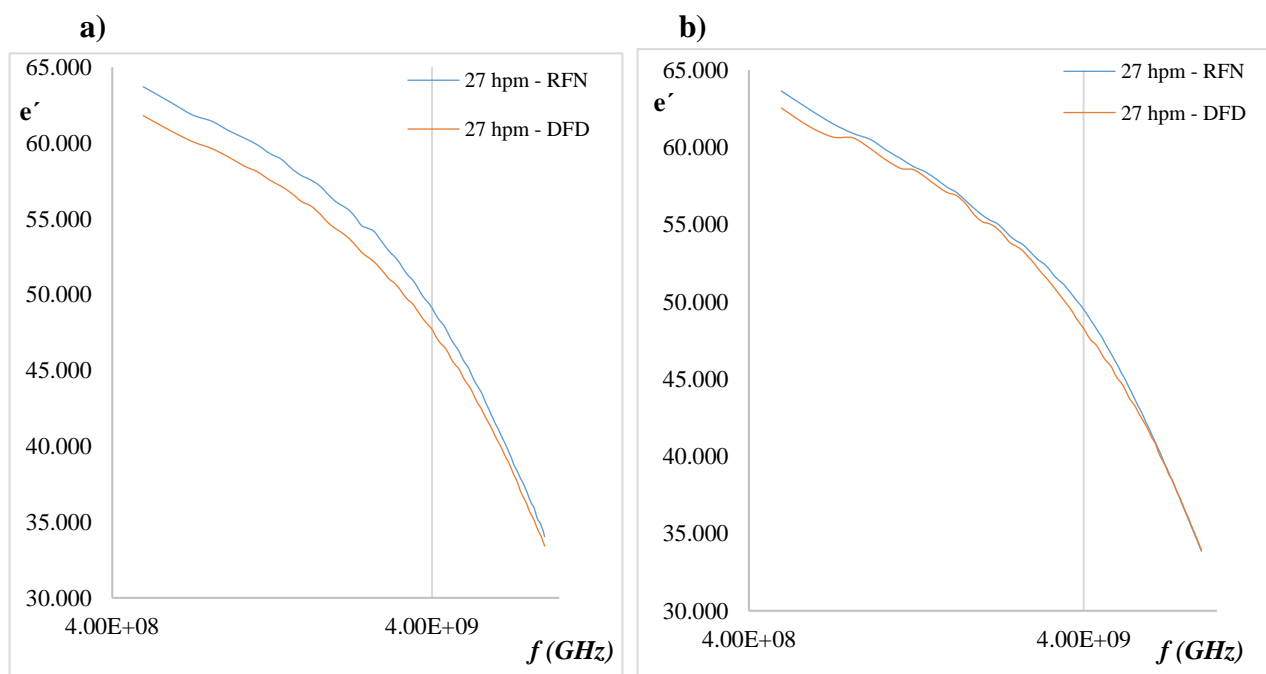 a)
65.000
e´
60.000
55.000
50.000
45.000
40.000
35.000
30.000
4.00E+08
4.00E+09
f (GHz)
27 hpm - RFN
27 hpm - DFD
b)
65.000
e´
60.000
55.000
50.000
45.000
40.000
35.000
30.000
4.00E+08
4.00E+09
f (GHz)
27 hpm - RFN
27 hpm - DFD